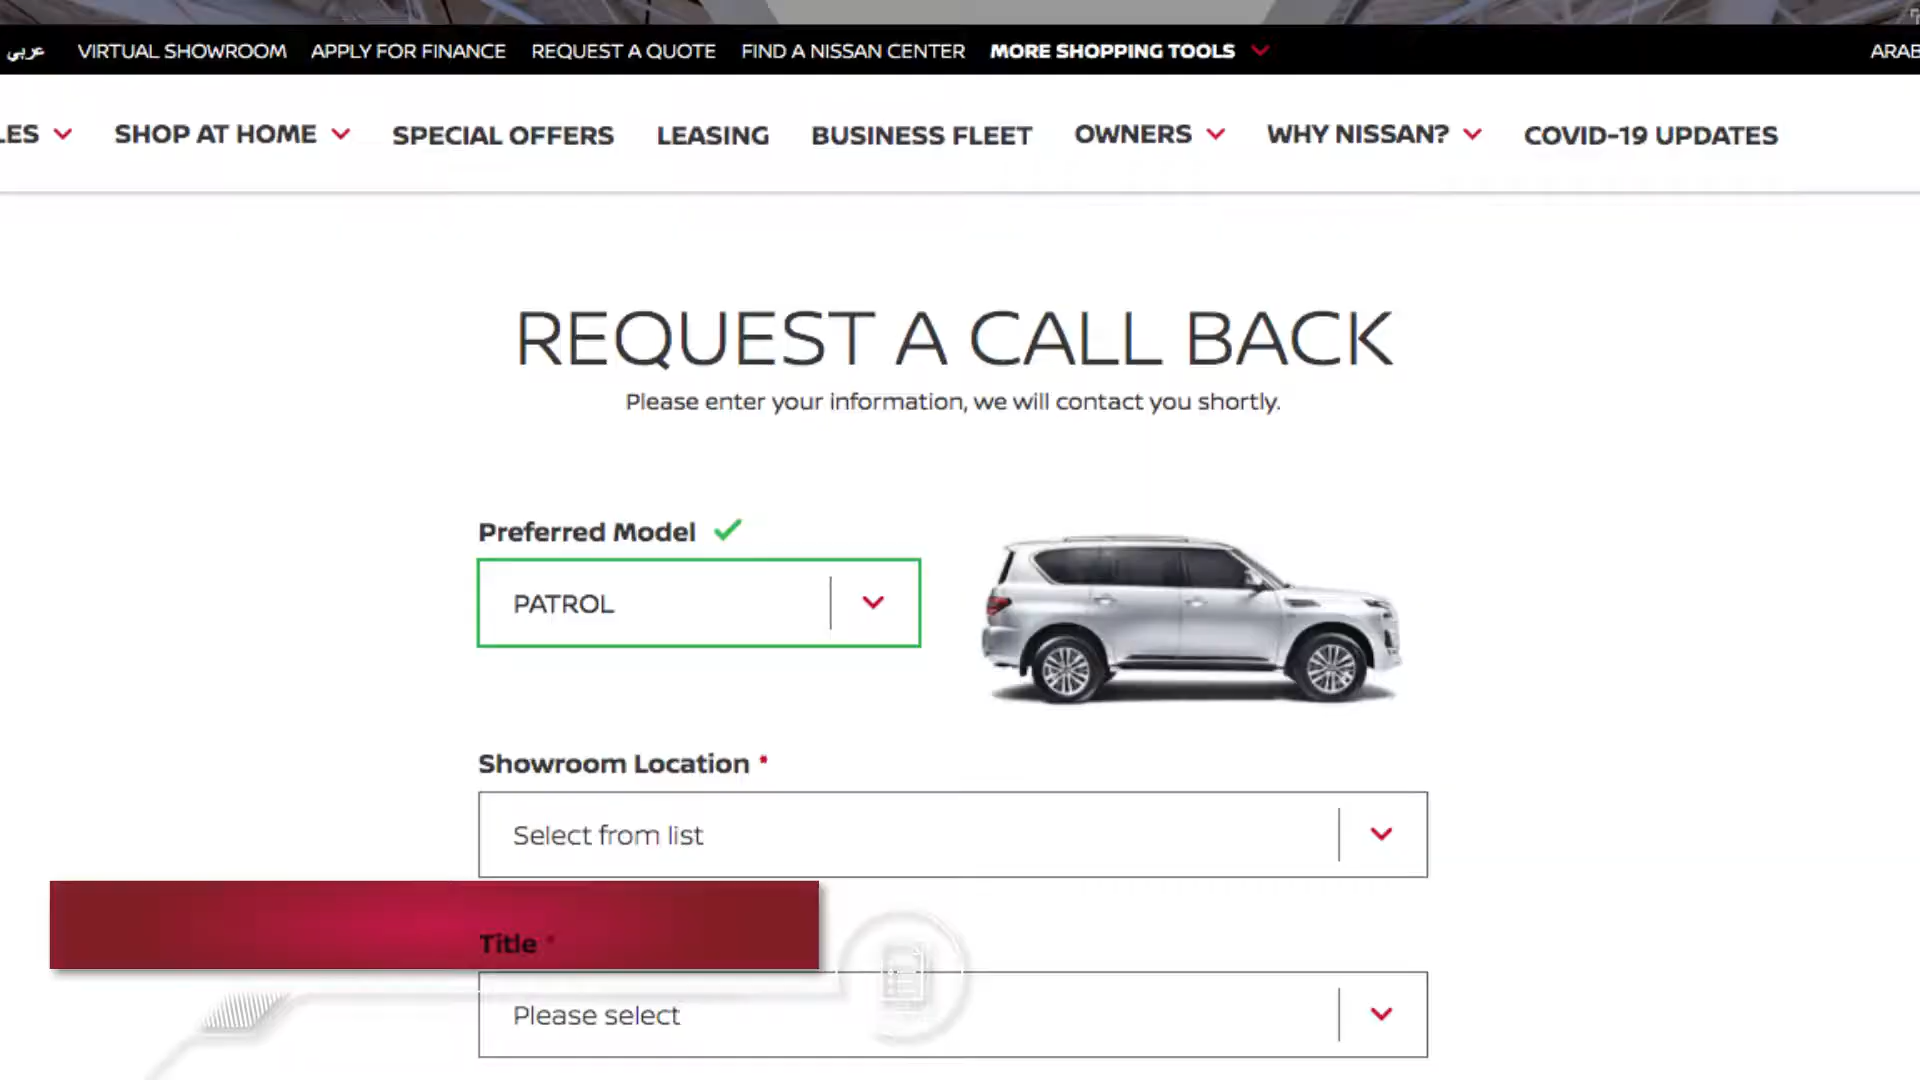 عربي VIRTUAL SHOWROOM APPLY FOR FINANCE REQUEST A QUOTE FIND A NISSAN CENTER MORE SHOPPING TOOLS ARAB
LES SHOP AT HOME SPECIAL OFFERS LEASING BUSINESS FLEET OWNERS WHY NISSAN? COVID-19 UPDATES
REQUEST A CALL BACK
Please enter your information, we will contact you shortly.
Preferred Model
PATROL
Showroom Location *
Select from list
Title *
Please select